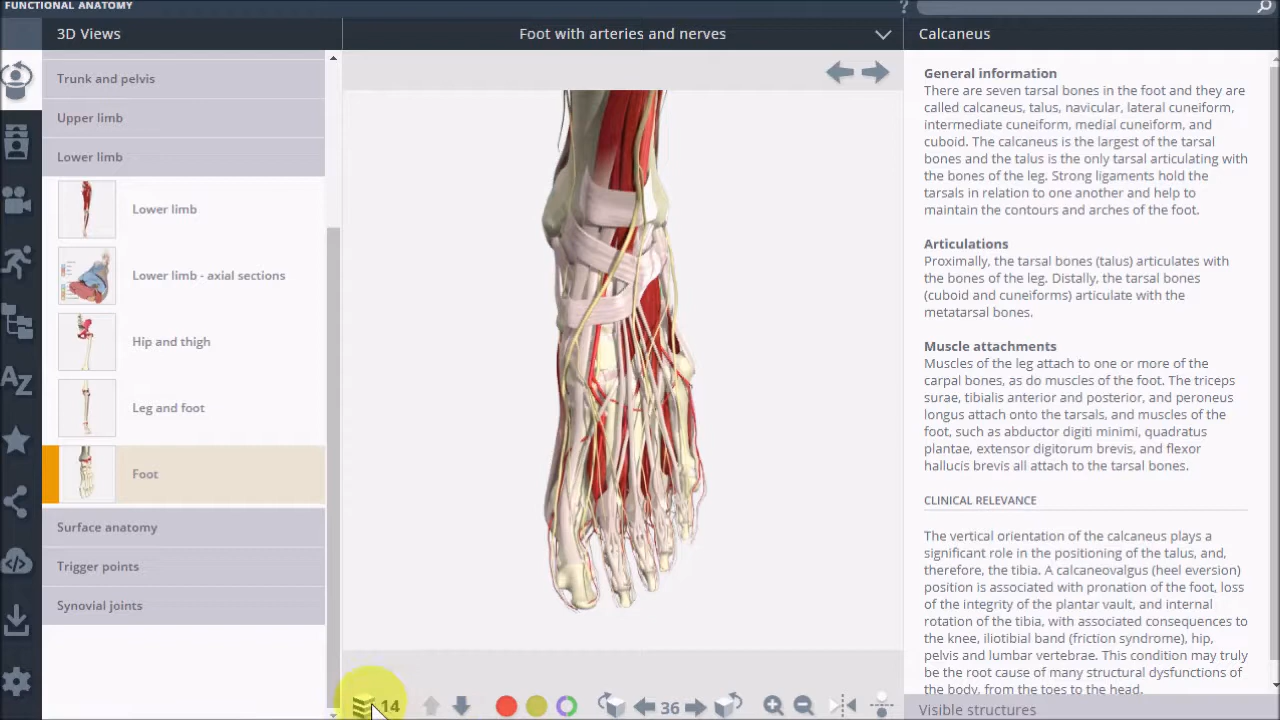 FUNCTIONAL ANATOMY
?
3D Views
Trunk and pelvis
Upper limb
Lower limb
Lower limb
Lower limb - axial sections
Hip and thigh
Leg and foot
Foot
Surface anatomy
Trigger points
Synovial joints
AZ
Foot with arteries and nerves
14
36
Calcaneus
General information
There are seven tarsal bones in the foot and they are
called calcaneus, talus, navicular, lateral cuneiform,
intermediate cuneiform, medial cuneiform, and
cuboid. The calcaneus is the largest of the tarsal
bones and the talus is the only tarsal articulating with
the bones of the leg. Strong ligaments hold the
tarsals in relation to one another and help to
maintain the contours and arches of the foot.
Articulations
Proximally, the tarsal bones (talus) articulates with
the bones of the leg. Distally, the tarsal bones
(cuboid and cuneiforms) articulate with the
metatarsal bones.
Muscle attachments
Muscles of the leg attach to one or more of the
carpal bones, as do muscles of the foot. The triceps
surae, tibialis anterior and posterior, and peroneus
longus attach onto the tarsals, and muscles of the
foot, such as abductor digiti minimi, quadratus
plantae, extensor digitorum brevis, and flexor
hallucis brevis all attach to the tarsal bones.
CLINICAL RELEVANCE
The vertical orientation of the calcaneus plays a
significant role in the positioning of the talus, and,
therefore, the tibia. A calcaneovalgus (heel eversion)
position is associated with pronation of the foot, loss
of the integrity of the plantar vault, and internal
rotation of the tibia, with associated consequences to
the knee, iliotibial band (friction syndrome), hip,
pelvis and lumbar vertebrae. This condition may truly
be the root cause of many structural dysfunctions of
the body, from the toes to the head.
Visible structures